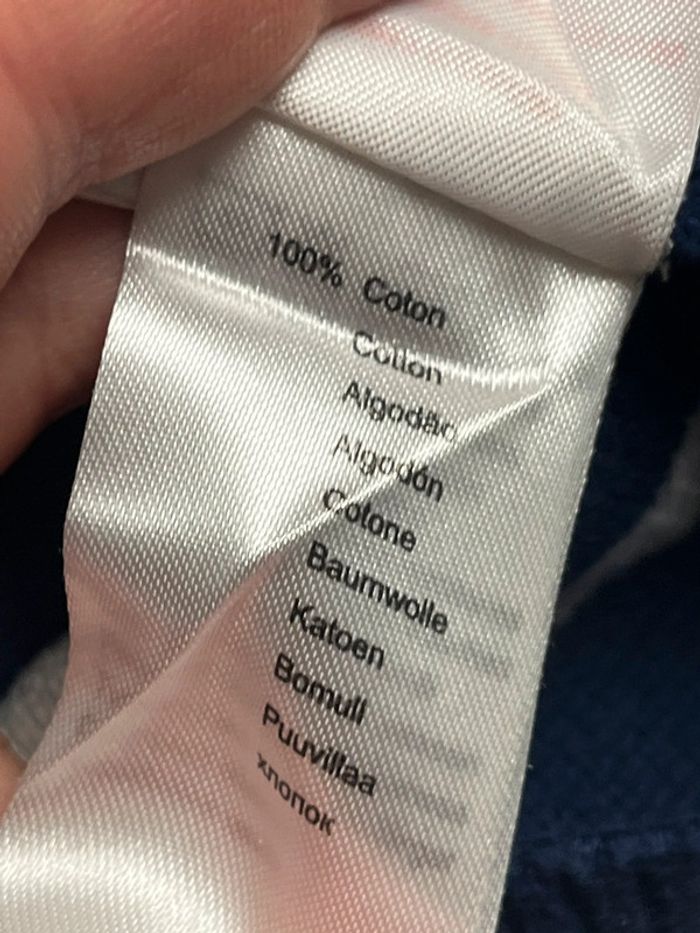 100% Coton
Cotton
Algodão
Algodón
Cotone
Baumwolle
Katoen
Bomull
Puuvillaa
хлопок